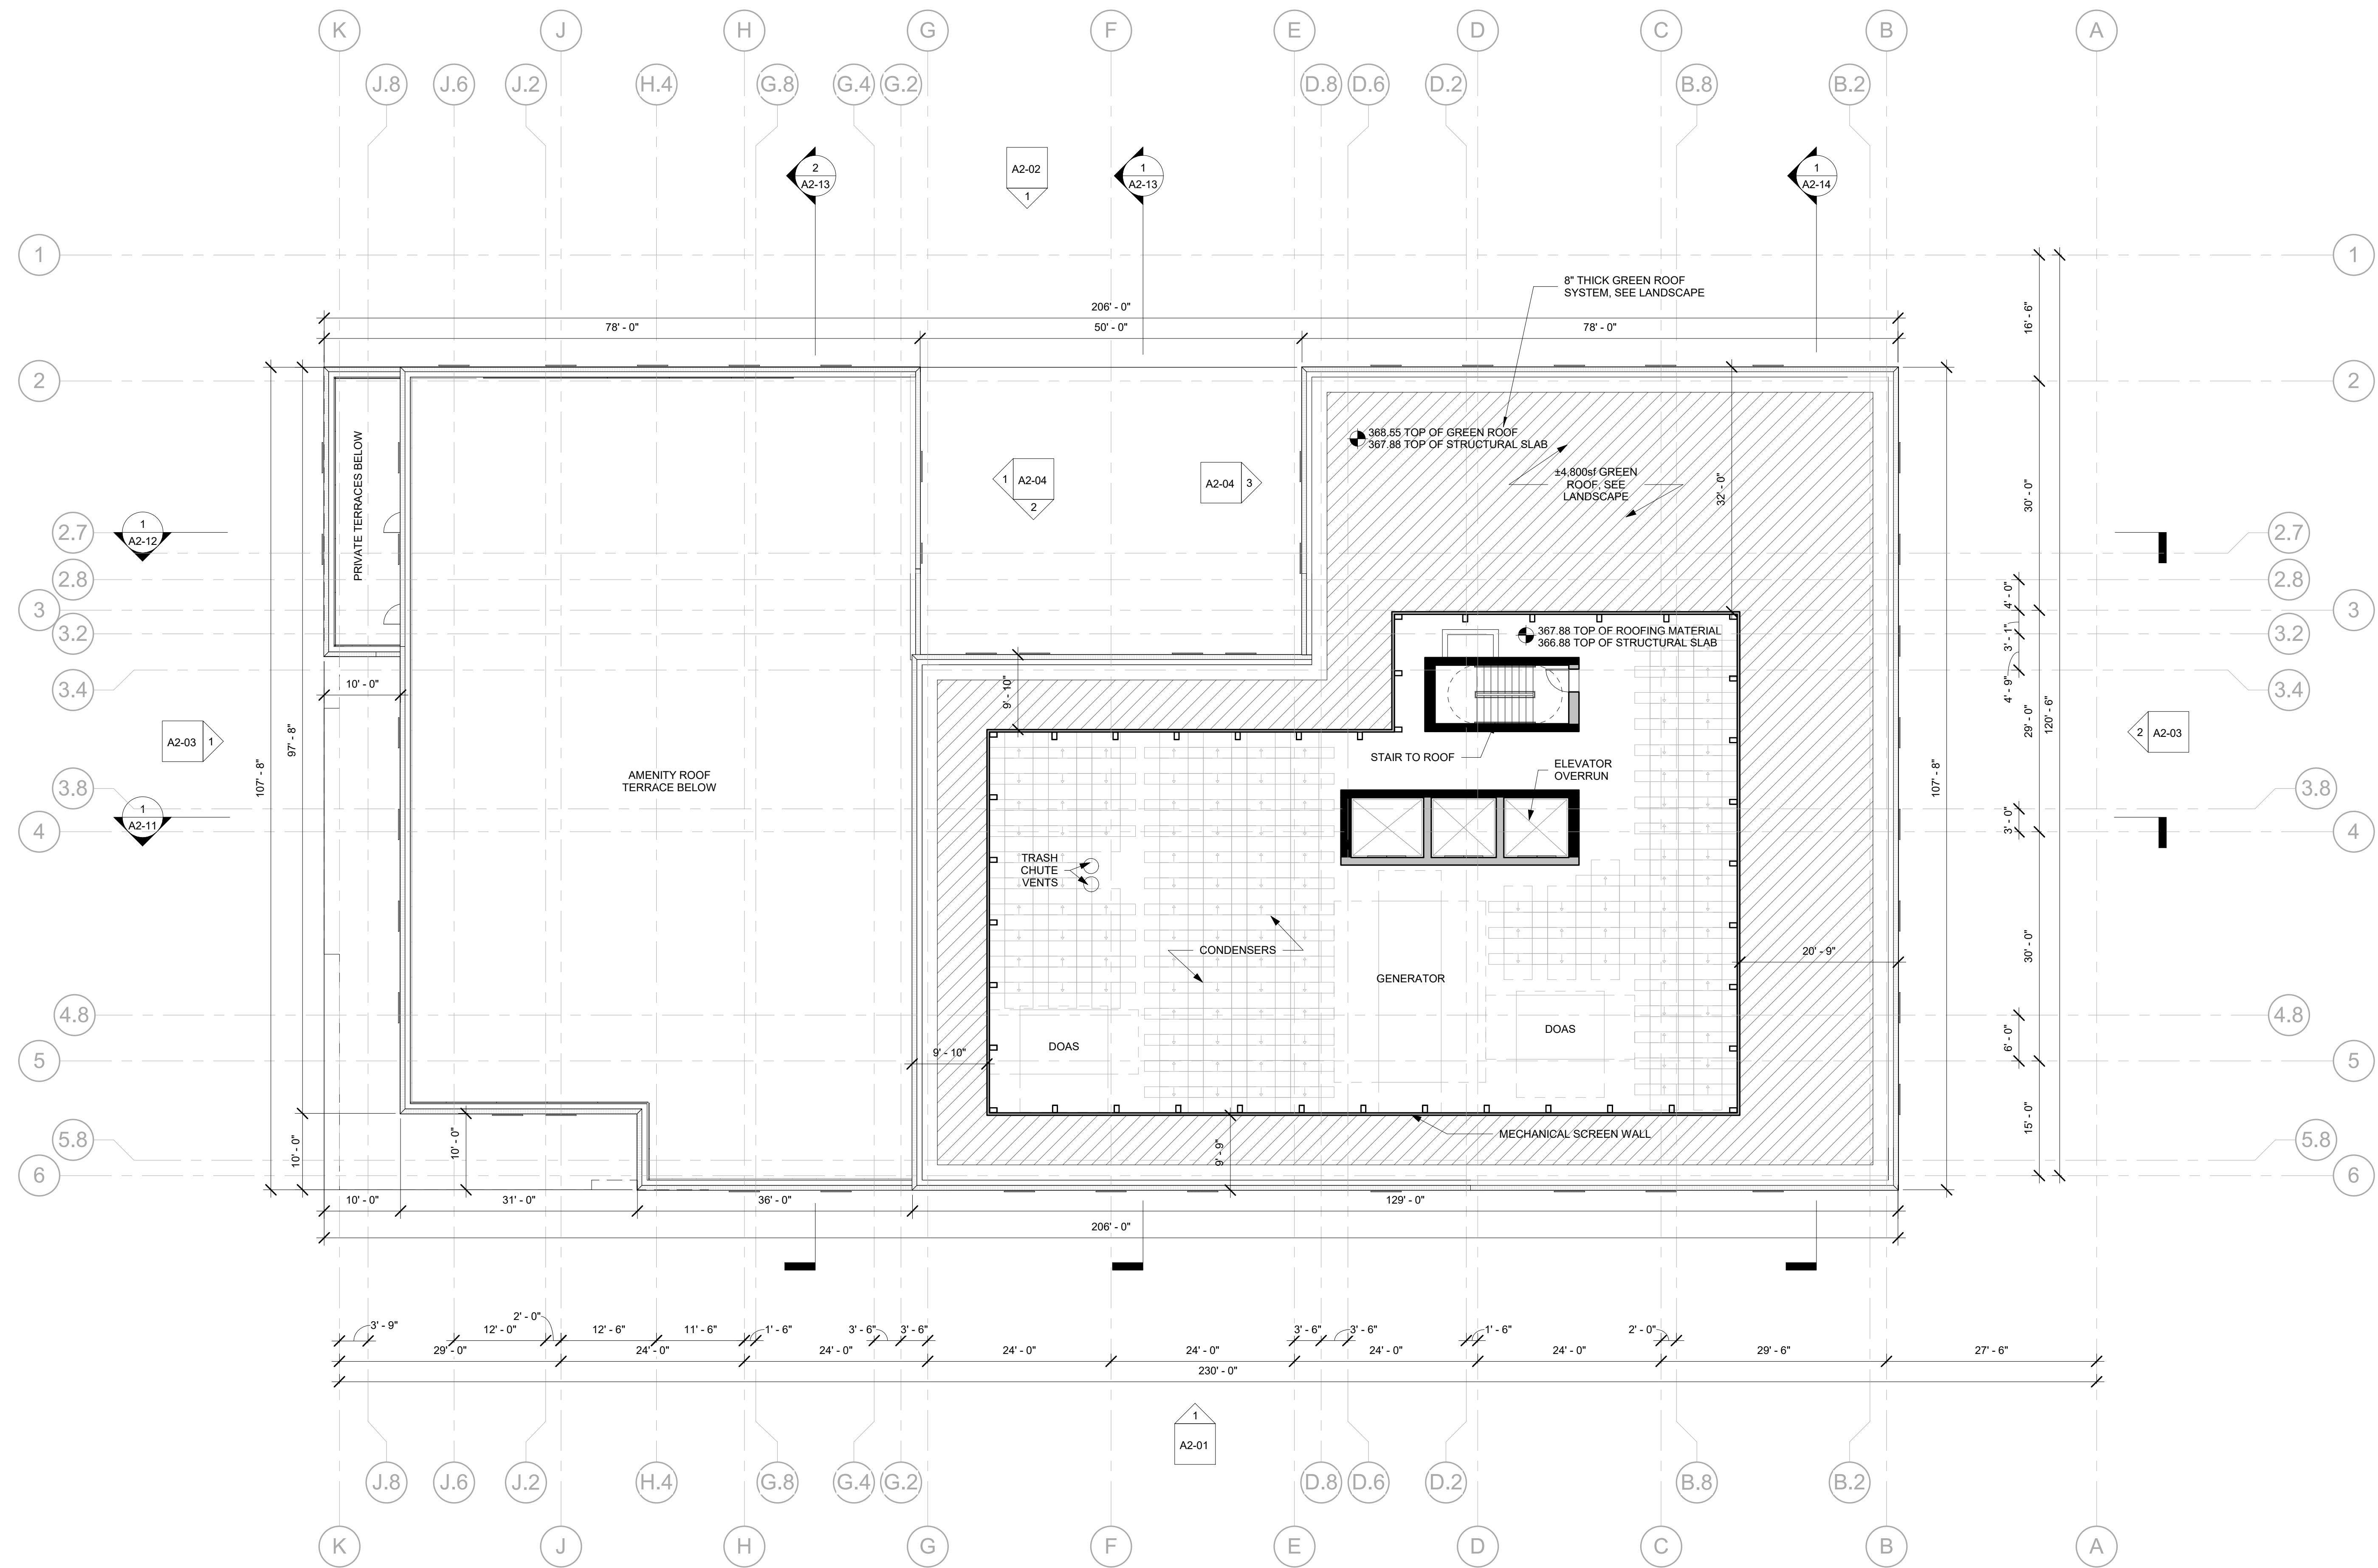 K
J
H
G
F
E
D
C
B
A
J.8
J.6
J.2
H.4
G.8
G.4
G.2
D.8
D.6
D.2
B.8
B.2
2
A2-13
A2-02
1
1
A2-13
1
A2-14
1
1
8" THICK GREEN ROOF
SYSTEM, SEE LANDSCAPE
206' - 0"
78' - 0"
50' - 0"
78' - 0"
16' - 6"
2
2
PRIVATE TERRACES BELOW
368.55 TOP OF GREEN ROOF
367.88 TOP OF STRUCTURAL SLAB
±4,800sf GREEN
ROOF, SEE
LANDSCAPE
32' - 0"
30' - 0"
1
A2-04
2
A2-04
3
2.7
1
A2-12
2.7
2.8
2.8
4' - 0"
3
3
3.2
3.2
3' - 1"
367.88 TOP OF ROOFING MATERIAL
366.88 TOP OF STRUCTURAL SLAB
3.4
3.4
4' - 9"
10' - 0"
9' - 10"
29' - 0"
120' - 6"
A2-03
1
97' - 8"
107' - 8"
2
A2-03
STAIR TO ROOF
ELEVATOR
OVERRUN
AMENITY ROOF
TERRACE BELOW
107' - 8"
3.8
3.8
1
A2-11
3' - 0"
4
4
TRASH
CHUTE
VENTS
CONDENSERS
GENERATOR
20' - 9"
30' - 0"
4.8
4.8
DOAS
DOAS
9' - 10"
6' - 0"
5
5
MECHANICAL SCREEN WALL
15' - 0"
10' - 0"
10' - 0"
9' - 9"
5.8
5.8
6
6
10' - 0"
31' - 0"
36' - 0"
129' - 0"
206' - 0"
3' - 9"
12' - 0"
2' - 0"
12' - 6"
11' - 6"
1' - 6"
3' - 6"
3' - 6"
3' - 6"
3' - 6"
1' - 6"
2' - 0"
29' - 0"
24' - 0"
24' - 0"
24' - 0"
24' - 0"
24' - 0"
24' - 0"
29' - 6"
27' - 6"
230' - 0"
1
A2-01
J.8
J.6
J.2
H.4
G.8
G.4
G.2
D.8
D.6
D.2
B.8
B.2
K
J
H
G
F
E
D
C
B
A